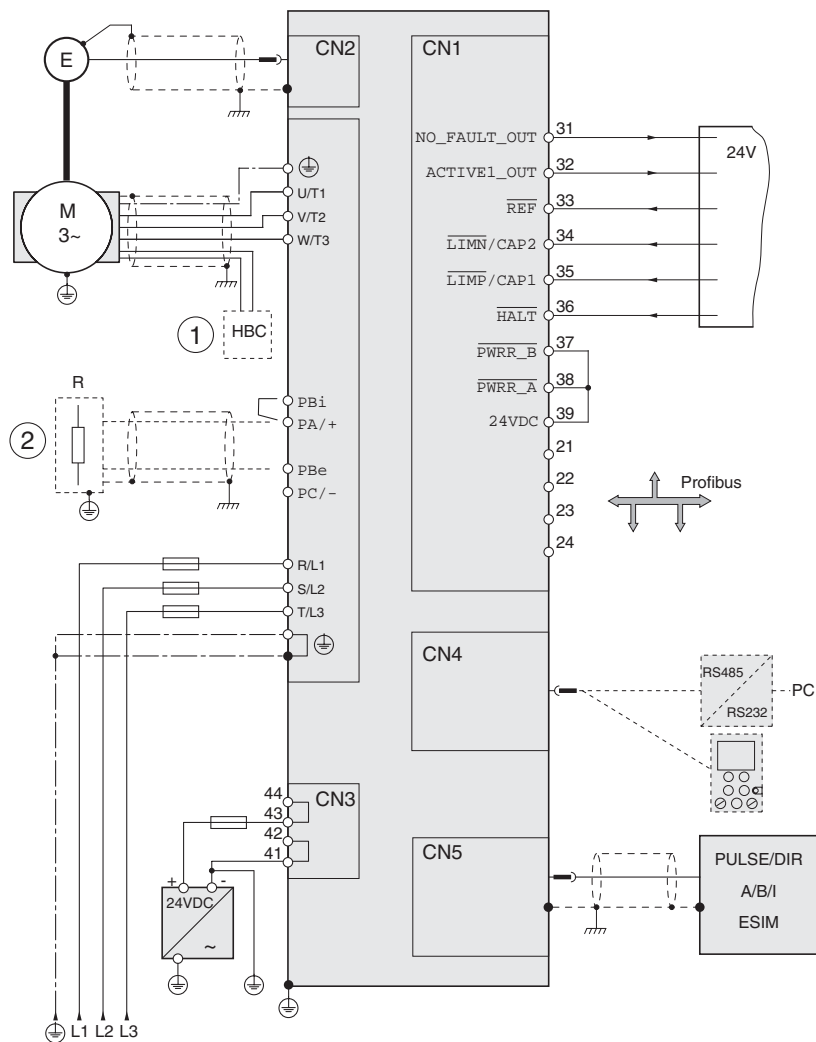 E
CN2
CN1
31
NO_FAULT_OUT
24V
32
ACTIVE1_OUT
U/T1
33
REF
M
3~
V/T2
W/T3
34
LIMN/CAP2
35
LIMP/CAP1
36
HALT
1
HBC
37
PWRR_B
38
PWRR_A
R
PBi
39
24VDC
PA/+
2
21
PBe
22
Profibus
PC/-
23
24
R/L1
S/L2
T/L3
CN4
RS485
RS232
PC
44
CN3
43
42
41
CN5
+
-
24VDC
~
PULSE/DIR
A/B/I
ESIM
L1 L2 L3